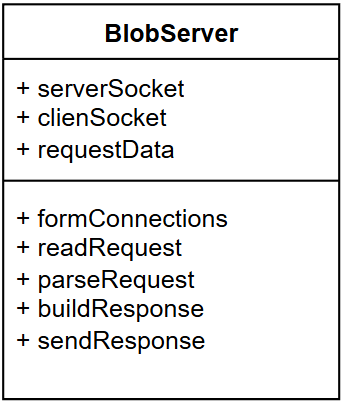 BlobServer
+ serverSocket
+ clienSocket
+ requestData
+ formConnections
+ readRequest
+ parseRequest
+ buildResponse
+ sendResponse